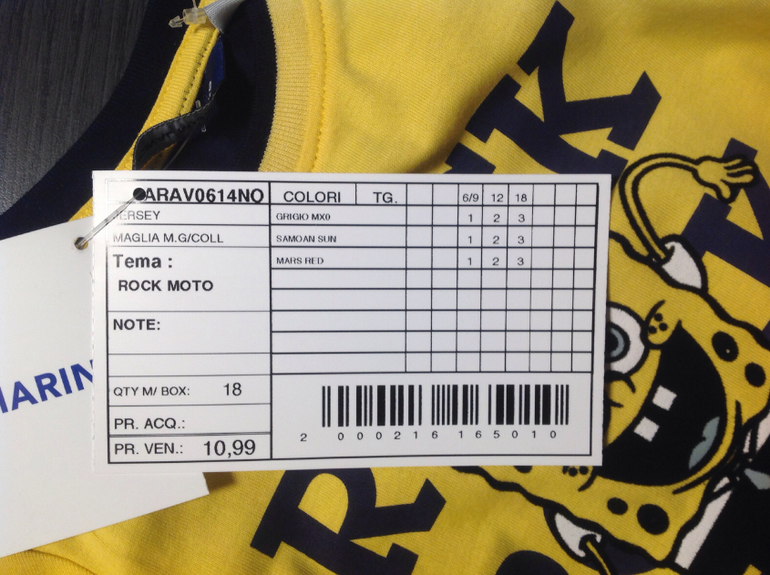 ARAV0614NO COLORI TG. 6/9 12 18
JERSEY GRIGIO MX0 1 2 3
MAGLIA M.G/COLL SAMOAN SUN 1 2 3
Tema : MARS RED 1 2 3
ROCK MOTO
NOTE:
QTY M/ BOX: 18
PR. ACQ.:
PR. VEN.: 10,99
2 000216 165010
ARIN